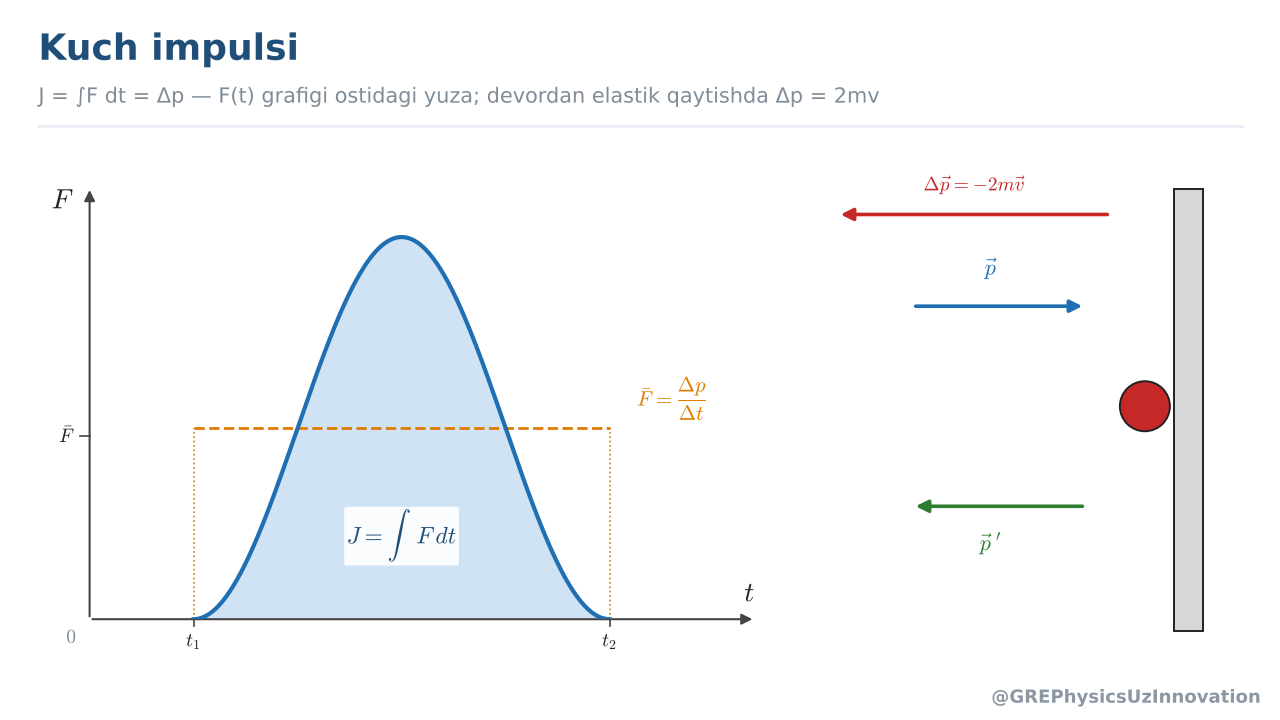 Kuch impulsi
J = ∫F dt = Δp — F(t) grafigi ostidagi yuza; devordan elastik qaytishda Δp = 2mv
F
F̄
0
t₁
t₂
t
J = ∫ F dt
F̄ = Δp/Δt
Δp⃗ = −2mv⃗
p⃗
p⃗ ′
@GREPhysicsUzInnovation